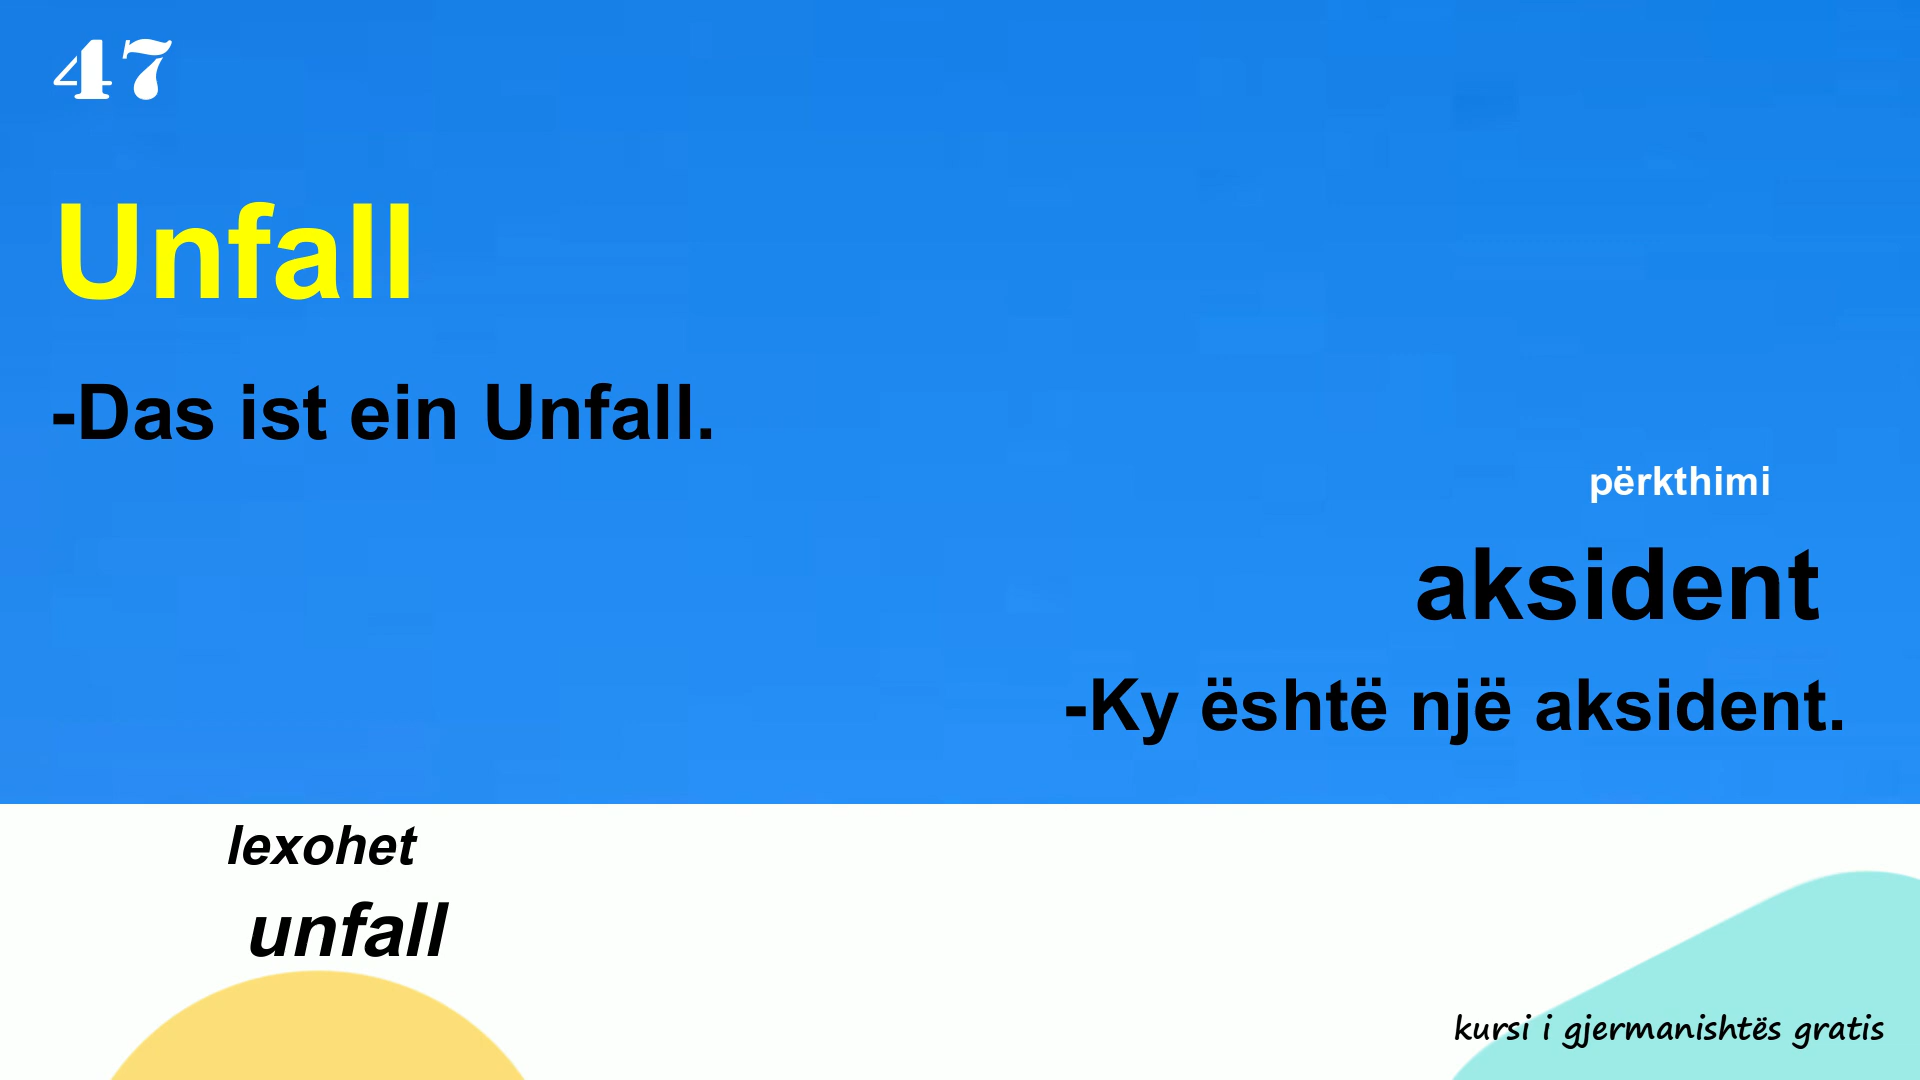 47
Unfall
-Das ist ein Unfall.
përkthimi
aksident
-Ky është një aksident.
lexohet
unfall
kursi i gjermanishtës gratis